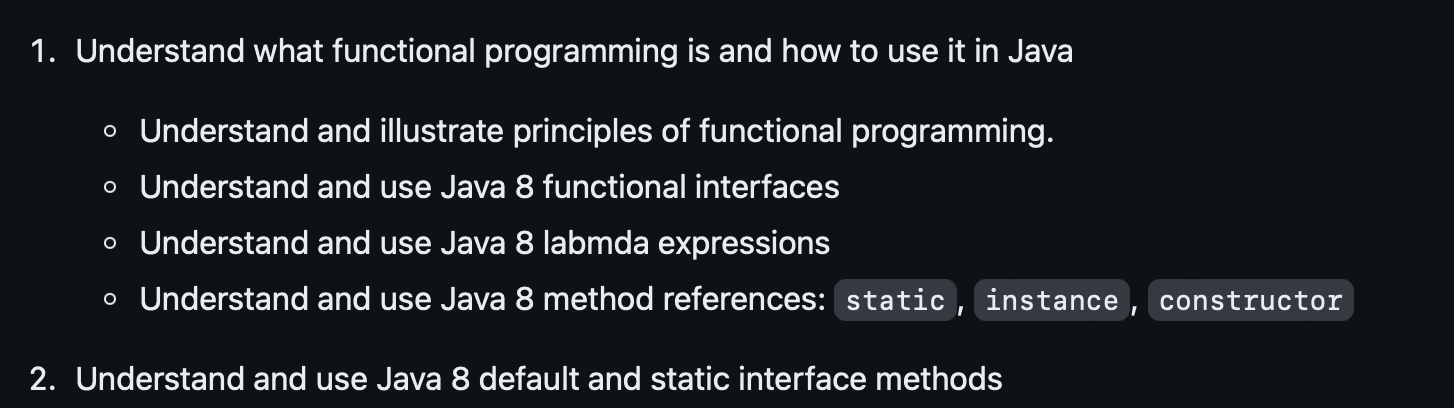 1. Understand what functional programming is and how to use it in Java
Understand and illustrate principles of functional programming.
Understand and use Java 8 functional interfaces
Understand and use Java 8 labmda expressions
Understand and use Java 8 method references: static, instance, constructor
2. Understand and use Java 8 default and static interface methods